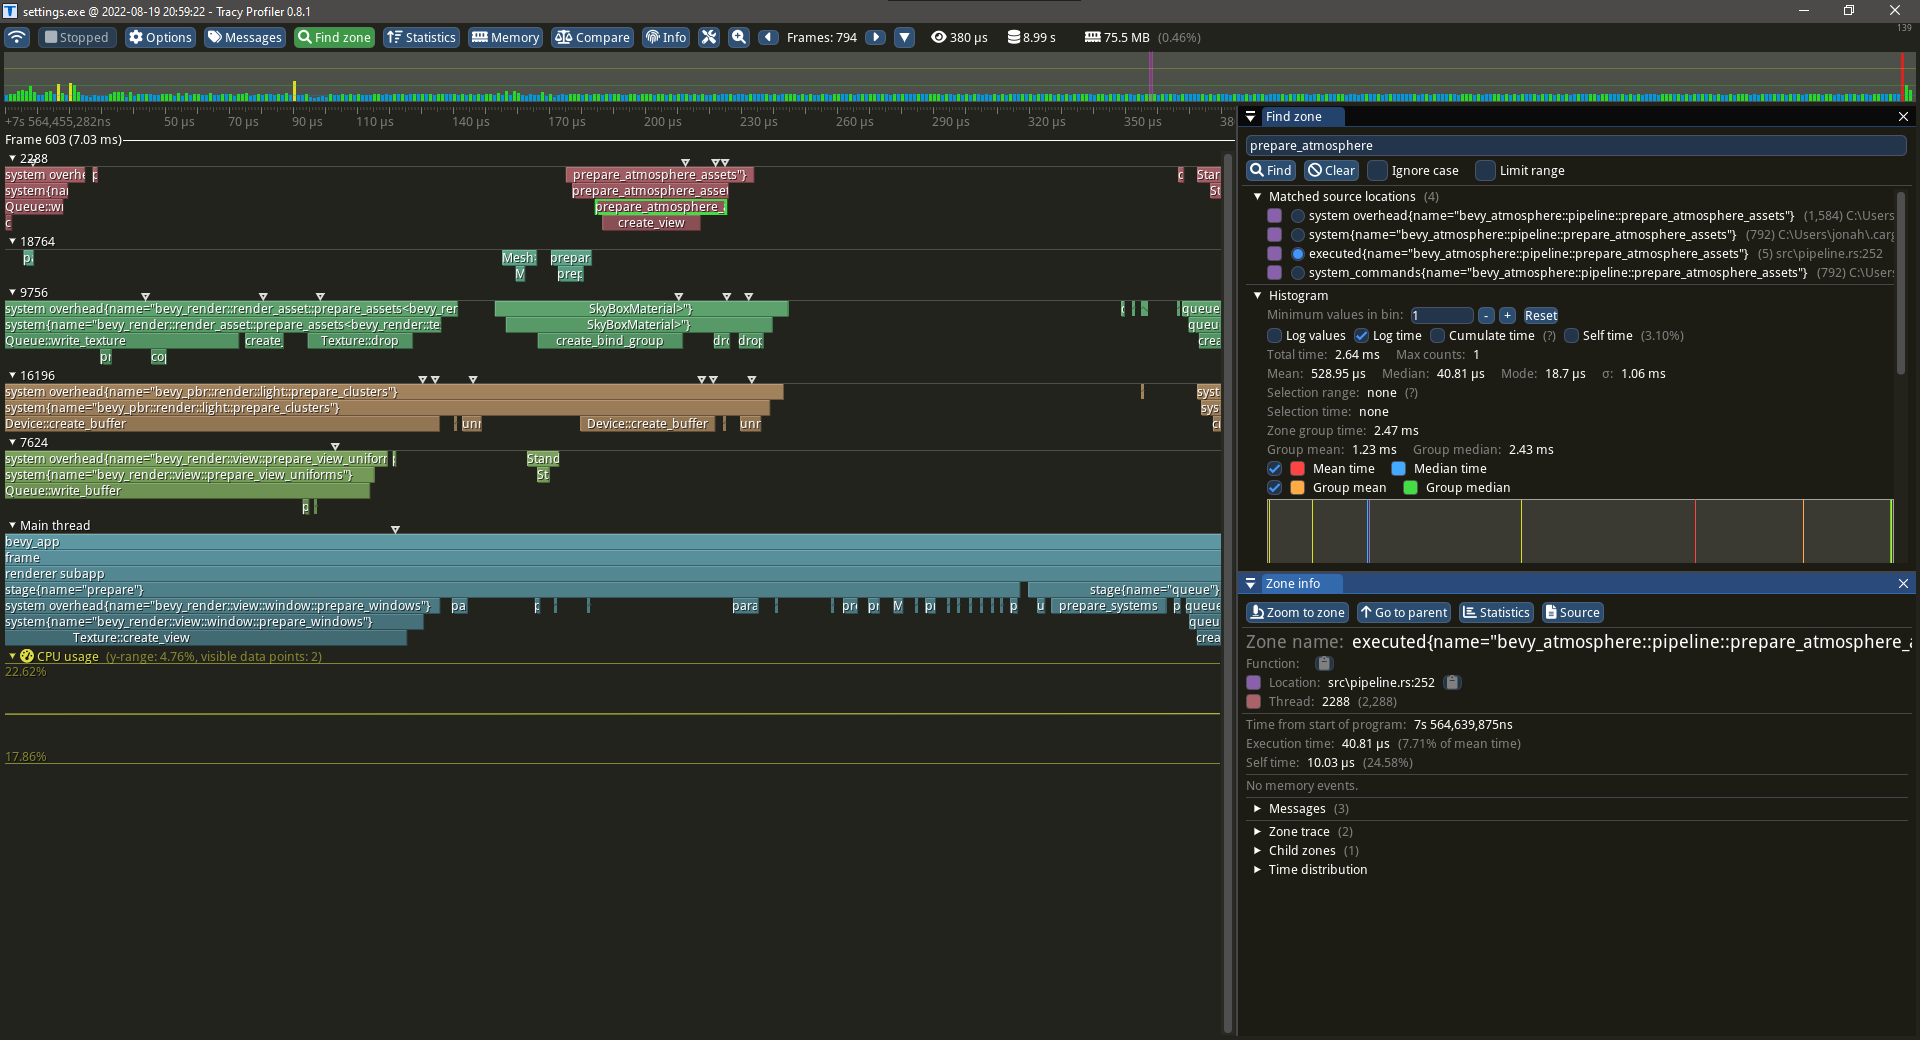 settings.exe @ 2022-08-19 20:59:22 - Tracy Profiler 0.8.1
Stopped Options Messages Find zone Statistics Memory Compare Info Frames: 794 380 µs 8.99 s 75.5 MB (0.46%) 139
+7s 564,455,282ns 50 µs 70 µs 90 µs 110 µs 140 µs 170 µs 200 µs 230 µs 260 µs 290 µs 320 µs 350 µs 38
Frame 603 (7.03 ms)
2288
system overhe prepare_atmosphere_assets"} c Star
system{nai prepare_atmosphere_asset St
Queue::wi prepare_atmosphere_a
c create_view
18764
p Mesh: prepar
M prep
9756
system overhead{name="bevy_render::render_asset::prepare_assets<bevy_rer SkyBoxMaterial>"} queue
system{name="bevy_render::render_asset::prepare_assets<bevy_render::te SkyBoxMaterial>"} queu
Queue::write_texture create_ Texture::drop create_bind_group dr drop crea
pr co
16196
system overhead{name="bevy_pbr::render::light::prepare_clusters"} syst
system{name="bevy_pbr::render::light::prepare_clusters"} sys
Device::create_buffer unr Device::create_buffer unr c
7624
system overhead{name="bevy_render::view::prepare_view_unifor Stand
system{name="bevy_render::view::prepare_view_uniforms"} St
Queue::write_buffer
p
Main thread
bevy_app
frame
renderer subapp
stage{name="prepare"} stage{name="queue"}
system overhead{name="bevy_render::view::window::prepare_windows"} pa para pr pr M p p u prepare_systems p queue
system{name="bevy_render::view::window::prepare_windows"} queu
Texture::create_view crea
CPU usage (y-range: 4.76%, visible data points: 2)
22.62%
17.86%
Find zone
prepare_atmosphere
Find Clear Ignore case Limit range
Matched source locations (4)
system overhead{name="bevy_atmosphere::pipeline::prepare_atmosphere_assets"} (1,584) C:\Users
system{name="bevy_atmosphere::pipeline::prepare_atmosphere_assets"} (792) C:\Users\jonah\.carg
executed{name="bevy_atmosphere::pipeline::prepare_atmosphere_assets"} (5) src\pipeline.rs:252
system_commands{name="bevy_atmosphere::pipeline::prepare_atmosphere_assets"} (792) C:\Users
Histogram
Minimum values in bin: 1 - + Reset
Log values Log time Cumulate time (?) Self time (3.10%)
Total time: 2.64 ms Max counts: 1
Mean: 528.95 µs Median: 40.81 µs Mode: 18.7 µs σ: 1.06 ms
Selection range: none (?)
Selection time: none
Zone group time: 2.47 ms
Group mean: 1.23 ms Group median: 2.43 ms
Mean time Median time
Group mean Group median
Zone info
Zoom to zone Go to parent Statistics Source
Zone name: executed{name="bevy_atmosphere::pipeline::prepare_atmosphere_a
Function:
Location: src\pipeline.rs:252
Thread: 2288 (2,288)
Time from start of program: 7s 564,639,875ns
Execution time: 40.81 µs (7.71% of mean time)
Self time: 10.03 µs (24.58%)
No memory events.
Messages (3)
Zone trace (2)
Child zones (1)
Time distribution